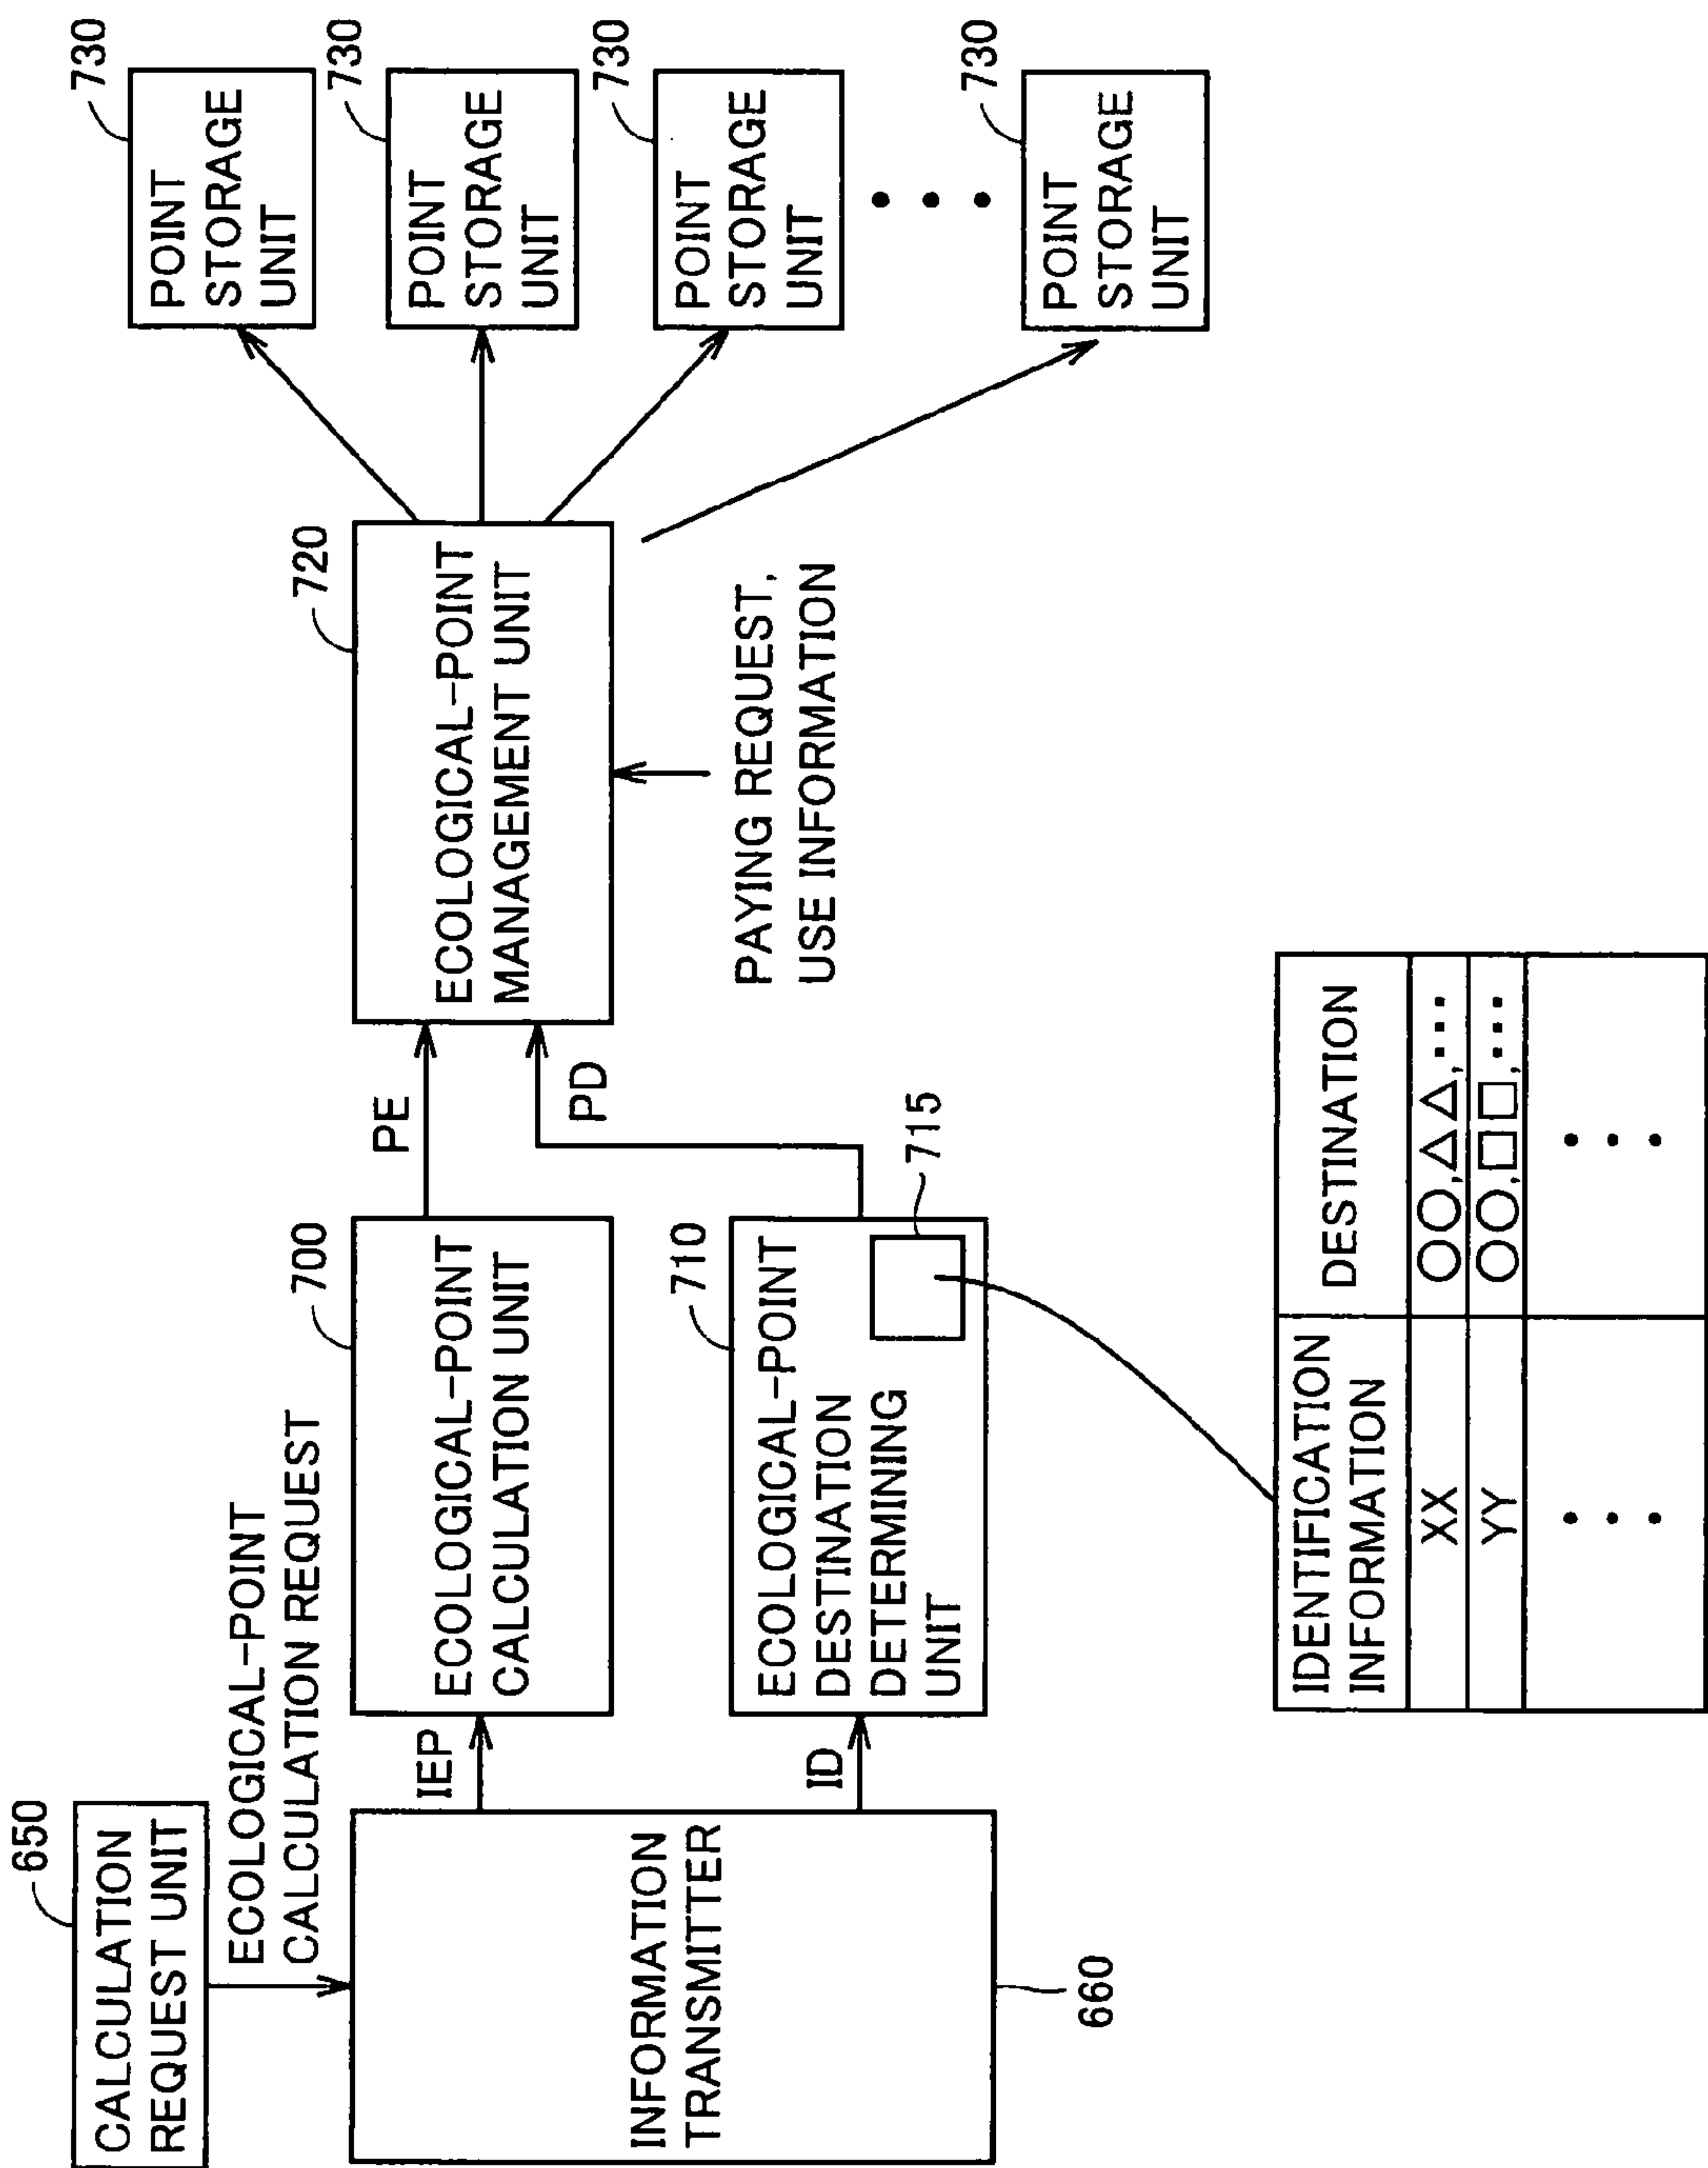 650
CALCULATION
REQUEST UNIT
ECOLOGICAL-POINT
CALCULATION REQUEST
INFORMATION
TRANSMITTER
660
IEP
ID
700
ECOLOGICAL-POINT
CALCULATION UNIT
710
ECOLOGICAL-POINT
DESTINATION
DETERMINING
UNIT
715
PE
PD
720
ECOLOGICAL-POINT
MANAGEMENT UNIT
PAYING REQUEST,
USE INFORMATION
730
POINT
STORAGE
UNIT
730
POINT
STORAGE
UNIT
730
POINT
STORAGE
UNIT
730
POINT
STORAGE
UNIT
IDENTIFICATION
INFORMATION
DESTINATION
XX ○○,△△,...
YY ○○,□□,...